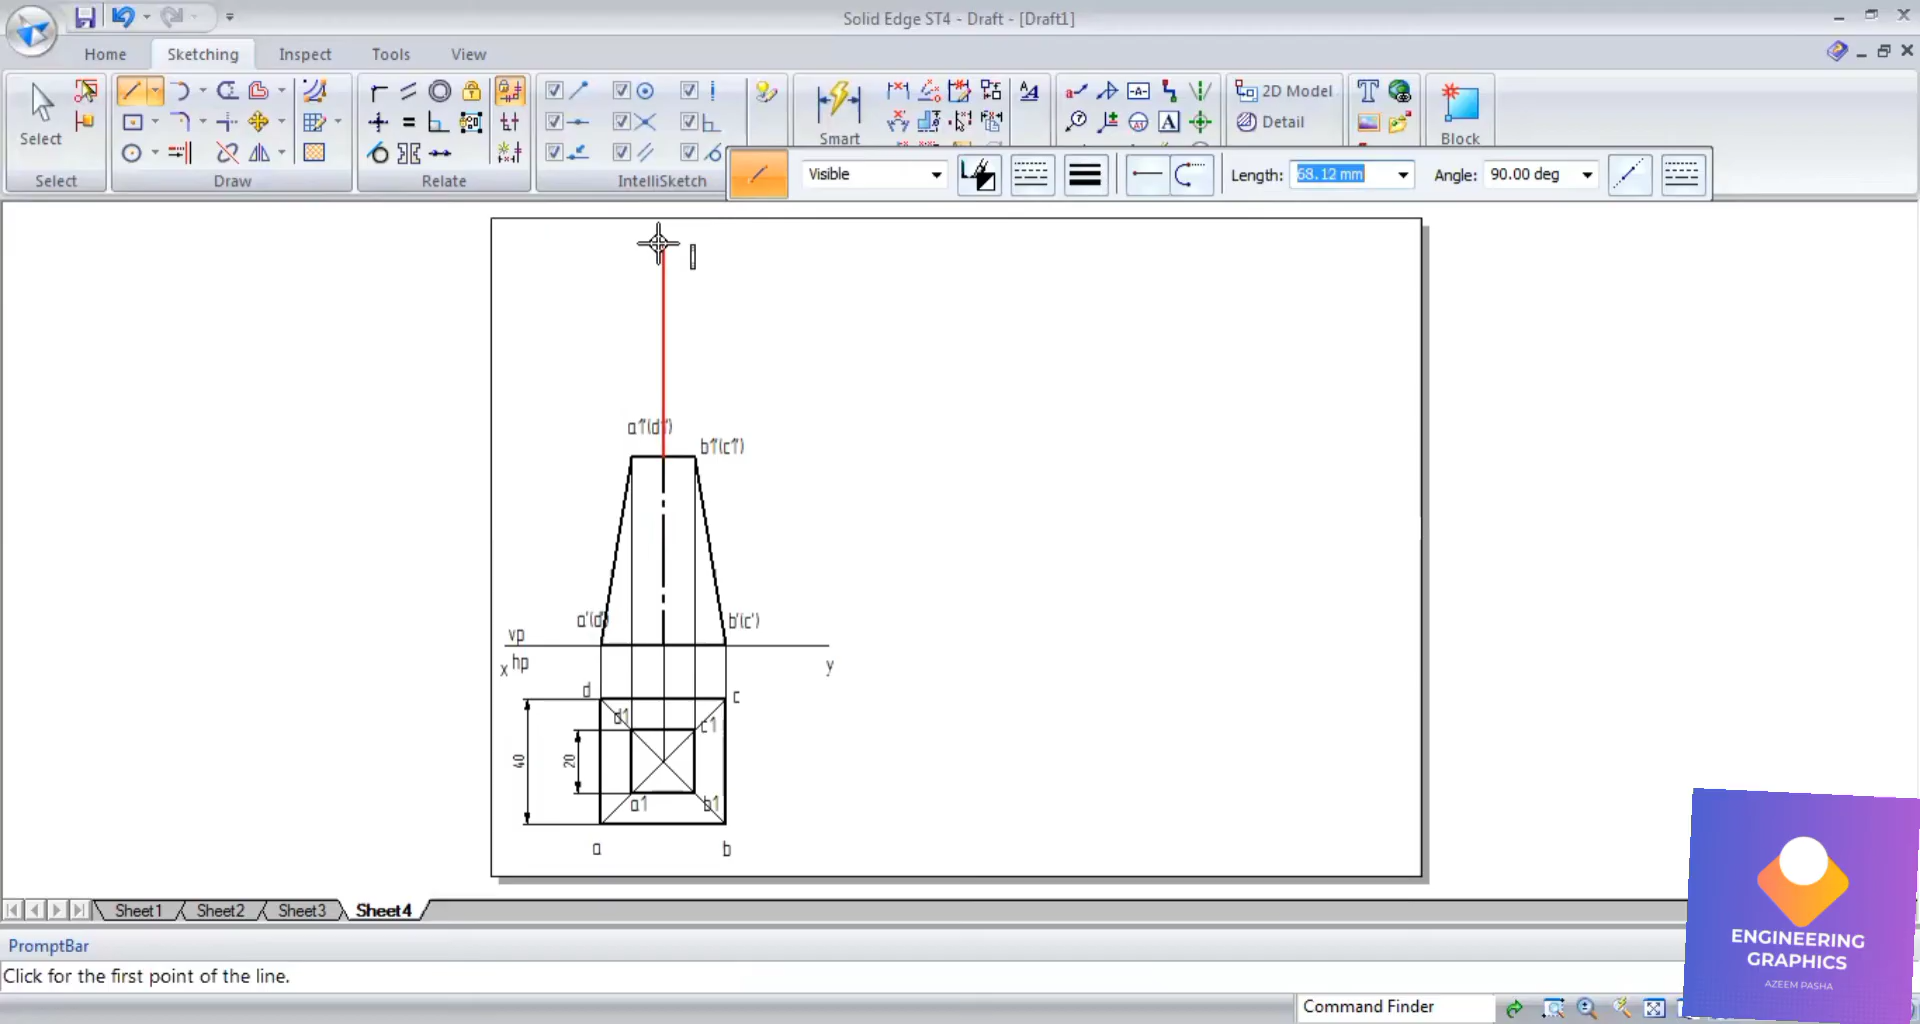 Solid Edge ST4 - Draft - [Draft1]
Home Sketching Inspect Tools View
Select
Select
Draw
Relate
IntelliSketch
Smart
2D Model
Detail
Block
Visible
Length: 68.12 mm
Angle: 90.00 deg
a1'(d1')
b1'(c1')
a'(d')
b'(c')
vp
x hp
y
d
c
d1
c1
40
20
a1
b1
a
b
Sheet1 Sheet2 Sheet3 Sheet4
PromptBar
Click for the first point of the line.
Command Finder
ENGINEERING
GRAPHICS
AZEEM PASHA